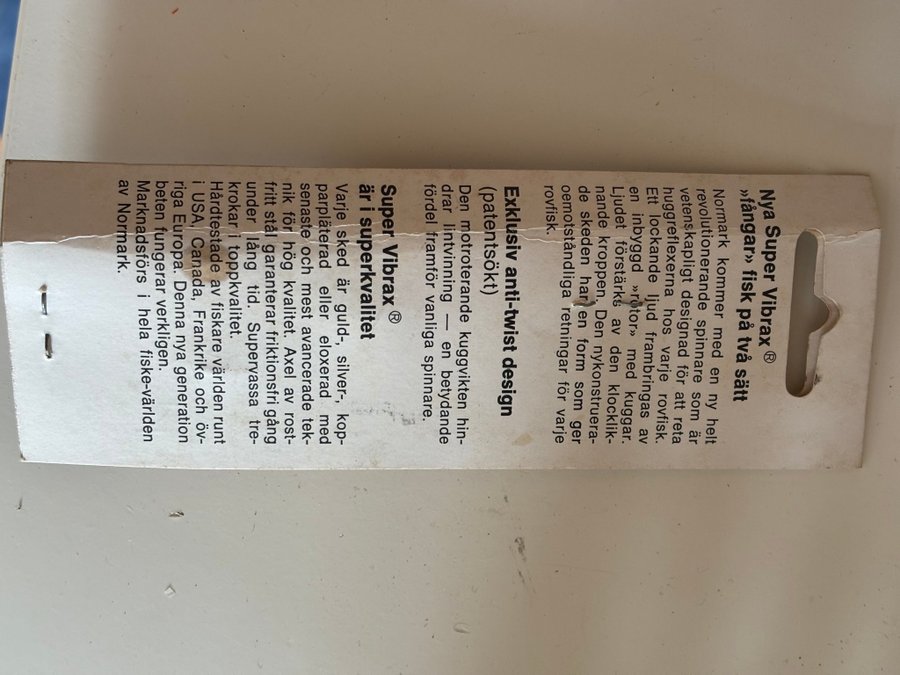 Nya Super Vibrax®
»fångar» fisk på två sätt
Normark kommer med en ny helt
revolutionerande spinnare som är
vetenskapligt designad för att reta
huggreflexerna hos varje rovfisk.
Ett lockande ljud frambringas av
en inbyggd »rotor» med kuggar.
Ljudet förstärks av den klocklik-
nande kroppen. Den nykonstruera-
de skeden har en form som ger
oemotståndliga retningar för varje
rovfisk.
Exklusiv anti-twist design
(patentsökt)
Den motroterande kuggvikten hin-
drar lintvinning — en betydande
fördel framför vanliga spinnare.
Super Vibrax®
är i superkvalitet
Varje sked är guld-, silver-, kop-
parpläterad eller eloxerad med
senaste och mest avancerade tek-
nik för hög kvalitet. Axel av rost-
fritt stål garanterar friktionsfri gång
under lång tid. Supervassa tre-
krokar i toppkvalitet.
Hårdtestade av fiskare världen runt
i USA, Canada, Frankrike och öv-
riga Europa. Denna nya generation
beten fungerar verkligen.
Marknadsförs i hela fiske-världen
av Normark.